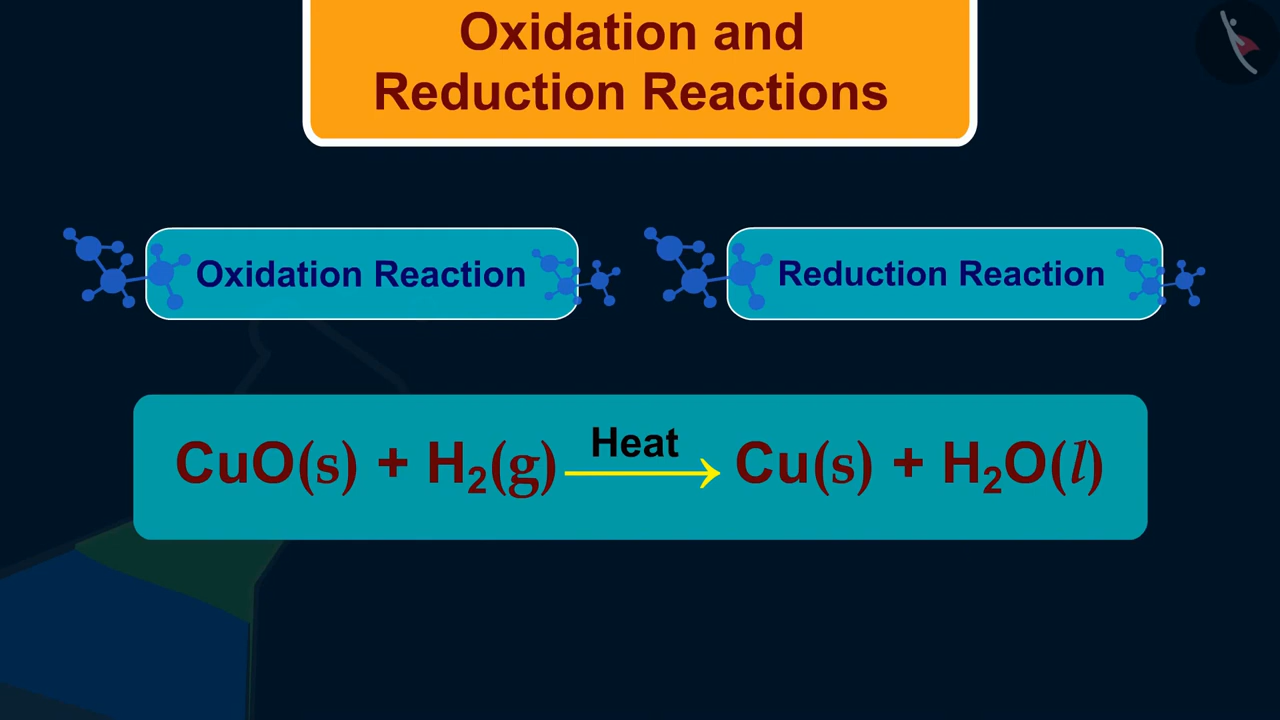 Oxidation and
Reduction Reactions
Oxidation Reaction
Reduction Reaction
Heat
CuO(s) + H₂(g) → Cu(s) + H₂O(l)